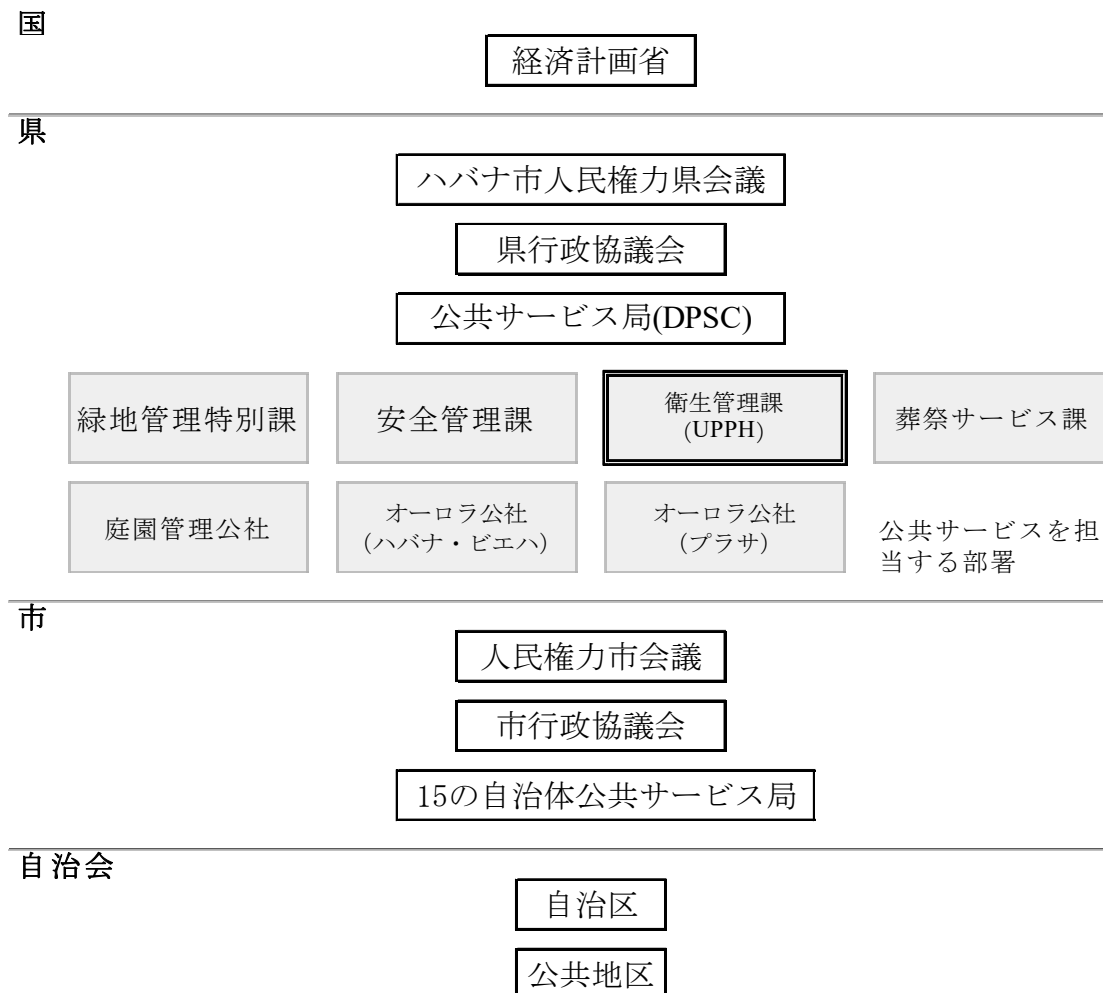 国
経済計画省
県
ハバナ市人民権力県会議
県行政協議会
公共サービス局(DPSC)
緑地管理特別課
安全管理課
衛生管理課
(UPPH)
葬祭サービス課
庭園管理公社
オーロラ公社
(ハバナ・ビエハ)
オーロラ公社
(プラサ)
公共サービスを担
当する部署
市
人民権力市会議
市行政協議会
15の自治体公共サービス局
自治会
自治区
公共地区